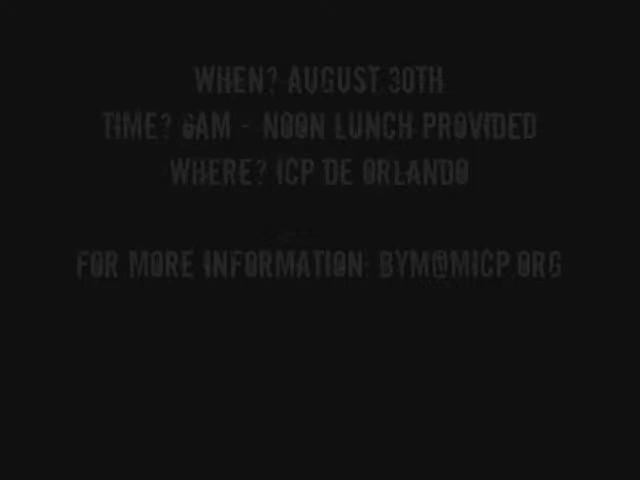 WHEN? AUGUST 30TH
TIME? 6AM - NOON LUNCH PROVIDED
WHERE? ICP DE ORLANDO
FOR MORE INFORMATION: BYM@MICP.ORG